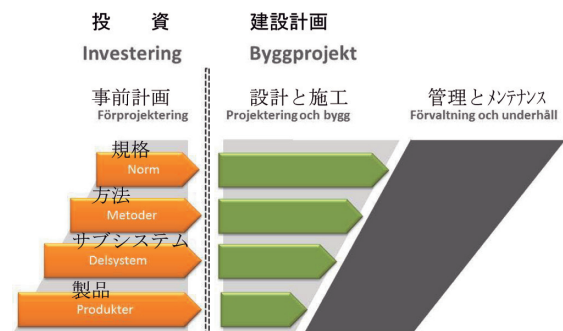 投 資
Investering
建設計画
Byggprojekt
事前計画
Förprojektering
設計と施工
Projektering och bygg
管理とメンテナンス
Förvaltning och underhåll
規格
Norm
方法
Metoder
サブシステム
Delsystem
製品
Produkter